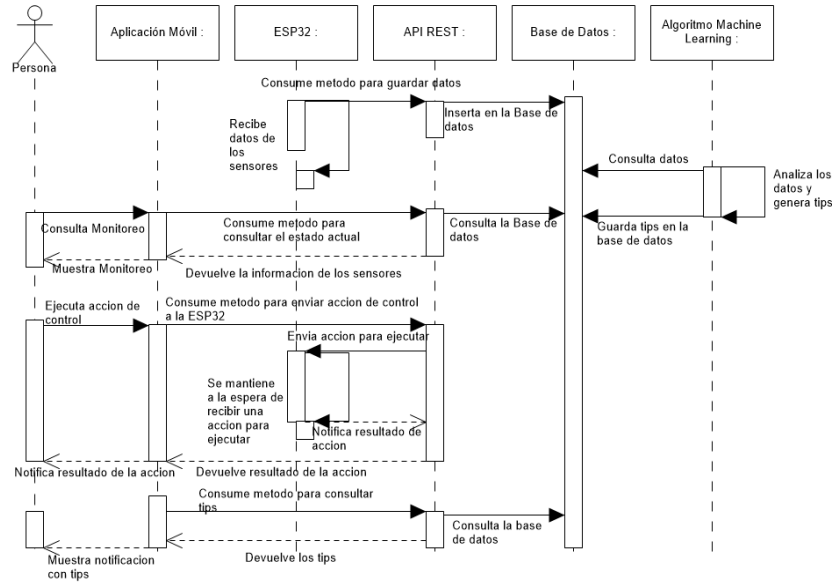 Persona
Aplicación Móvil :
ESP32 :
API REST :
Base de Datos :
Algoritmo Machine
Learning :
Consume metodo para guardar datos
Recibe
datos de
los
sensores
Inserta en la Base de
datos
Consulta datos
Analiza los
datos y
genera tips
Guarda tips en la
base de datos
Consulta Monitoreo
Consume metodo para
consultar el estado actual
Consulta la Base de
datos
Muestra Monitoreo
Devuelve la informacion de los sensores
Ejecuta accion de
control
Consume metodo para enviar accion de control
a la ESP32
Envia accion para ejecutar
Se mantiene
a la espera de
recibir una
accion para
ejecutar
Notifica resultado de
accion
Notifica resultado de la accion
Devuelve resultado de la accion
Consume metodo para consultar
tips
Consulta la base
de datos
Muestra notificacion
con tips
Devuelve los tips